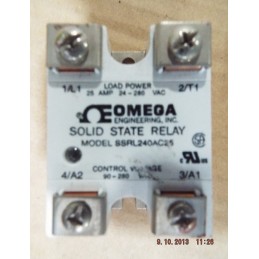 1/L1 LOAD POWER 2/T1
25 AMP 24-280 VAC
OMEGA
ENGINEERING, INC.
SOLID STATE RELAY
MODEL SSRL240AC25
4/A2 CONTROL VOLTAGE 3/A1
90-280
9.10.2013 11:26